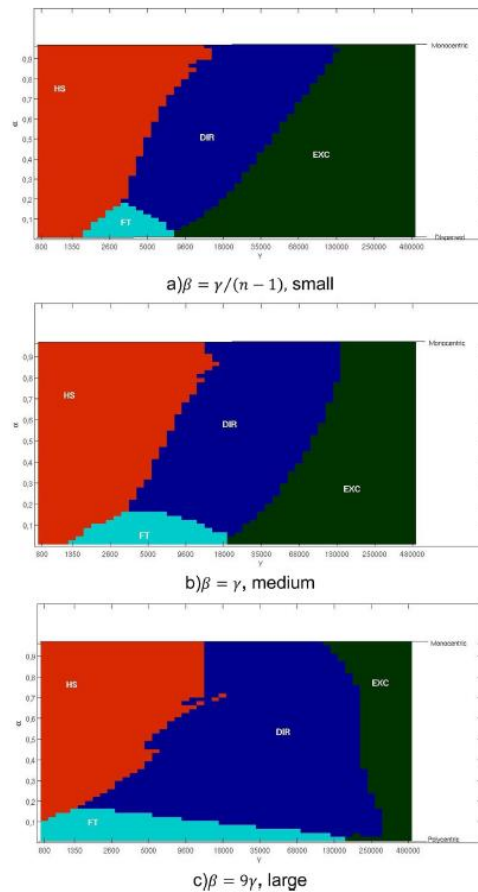 Monocentric
0,9
HS
0,8
0,7
0,6
DIR
0,5
α
EXC
0,4
0,3
0,2
FT
0,1
Dispersed
800 1350 2600 5000 9600 18000 35000 68000 130000 250000 480000
γ
a)β = γ/(n − 1), small
Monocentric
0,9
0,8
HS
0,7
0,6
DIR
0,5
α
0,4
0,3
EXC
0,2
0,1
FT
800 1350 2600 5000 9600 18000 35000 68000 130000 250000 480000
γ
b)β = γ, medium
Monocentric
0,9
0,8
HS
EXC
0,7
0,6
DIR
0,5
α
0,4
0,3
0,2
0,1
FT
Polycentric
800 1350 2600 5000 9600 18000 35000 68000 130000 250000 480000
γ
c)β = 9γ, large